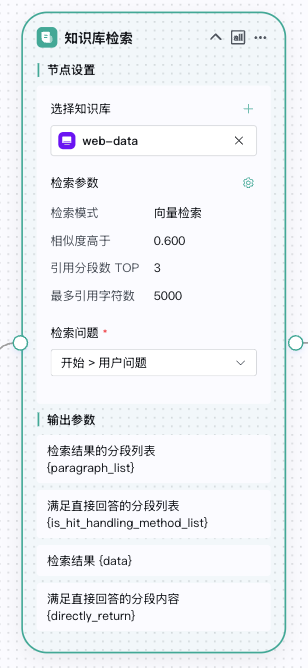 知识库检索
节点设置
选择知识库
web-data
检索参数
检索模式 向量检索
相似度高于 0.600
引用分段数 TOP 3
最多引用字符数 5000
检索问题 *
开始 > 用户问题
输出参数
检索结果的分段列表
{paragraph_list}
满足直接回答的分段列表
{is_hit_handling_method_list}
检索结果 {data}
满足直接回答的分段内容
{directly_return}